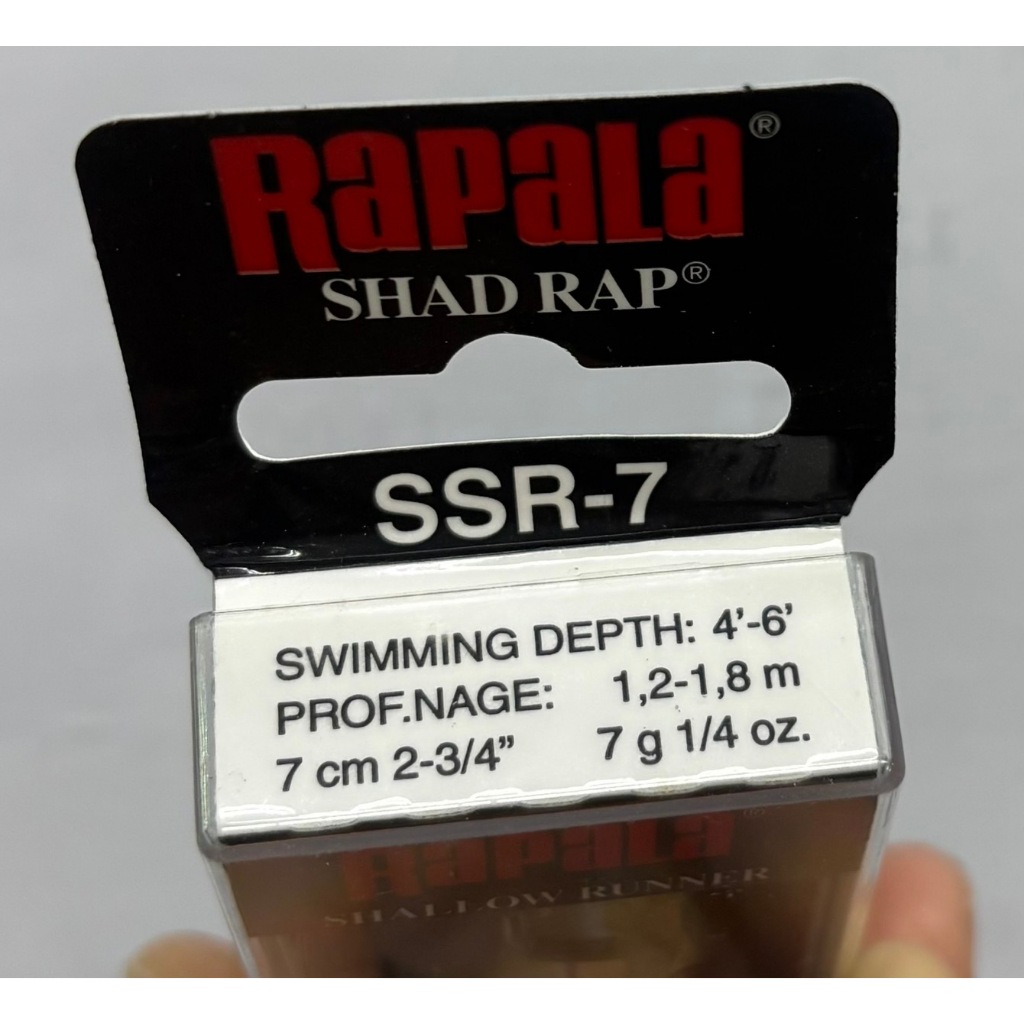 RAPALA®
SHAD RAP®
SSR-7
SWIMMING DEPTH: 4'-6'
PROF.NAGE: 1,2-1,8 m
7 cm 2-3/4” 7 g 1/4 oz.
RAPALA®
SHALLOW RUNNER